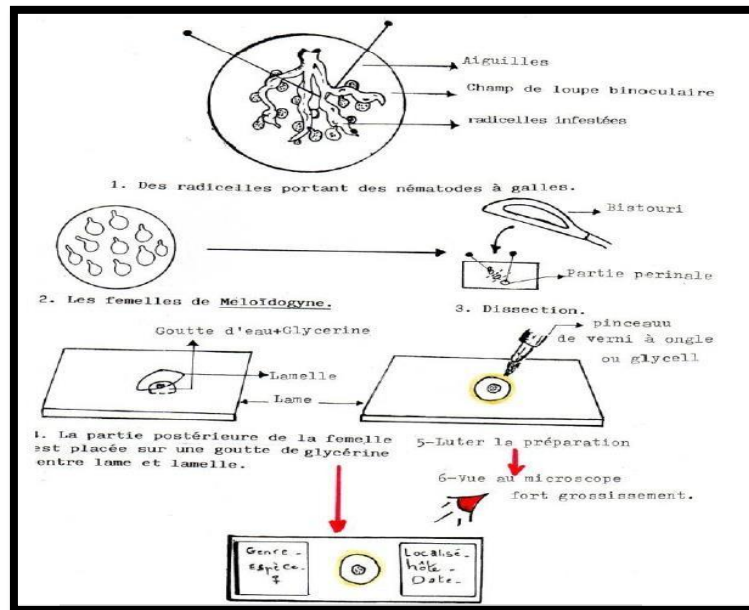 Aiguilles
Champ de loupe binoculaire
radicelles infestées
1. Des radicelles portant des nématodes à galles.
Bistouri
Partie perinale
2. Les femelles de Meloïdogyne.
3. Dissection.
Goutte d'eau+Glycerine
pinceauu
de verni à ongle
ou glycell
Lamelle
Lame
4. La partie postérieure de la femelle
est placée sur une goutte de glycérine
entre lame et lamelle.
5-Luter la préparation
6-Vue au microscope
fort grossissement.
Genre-
espèce-
♀
Localisé-
hôte-
Date-